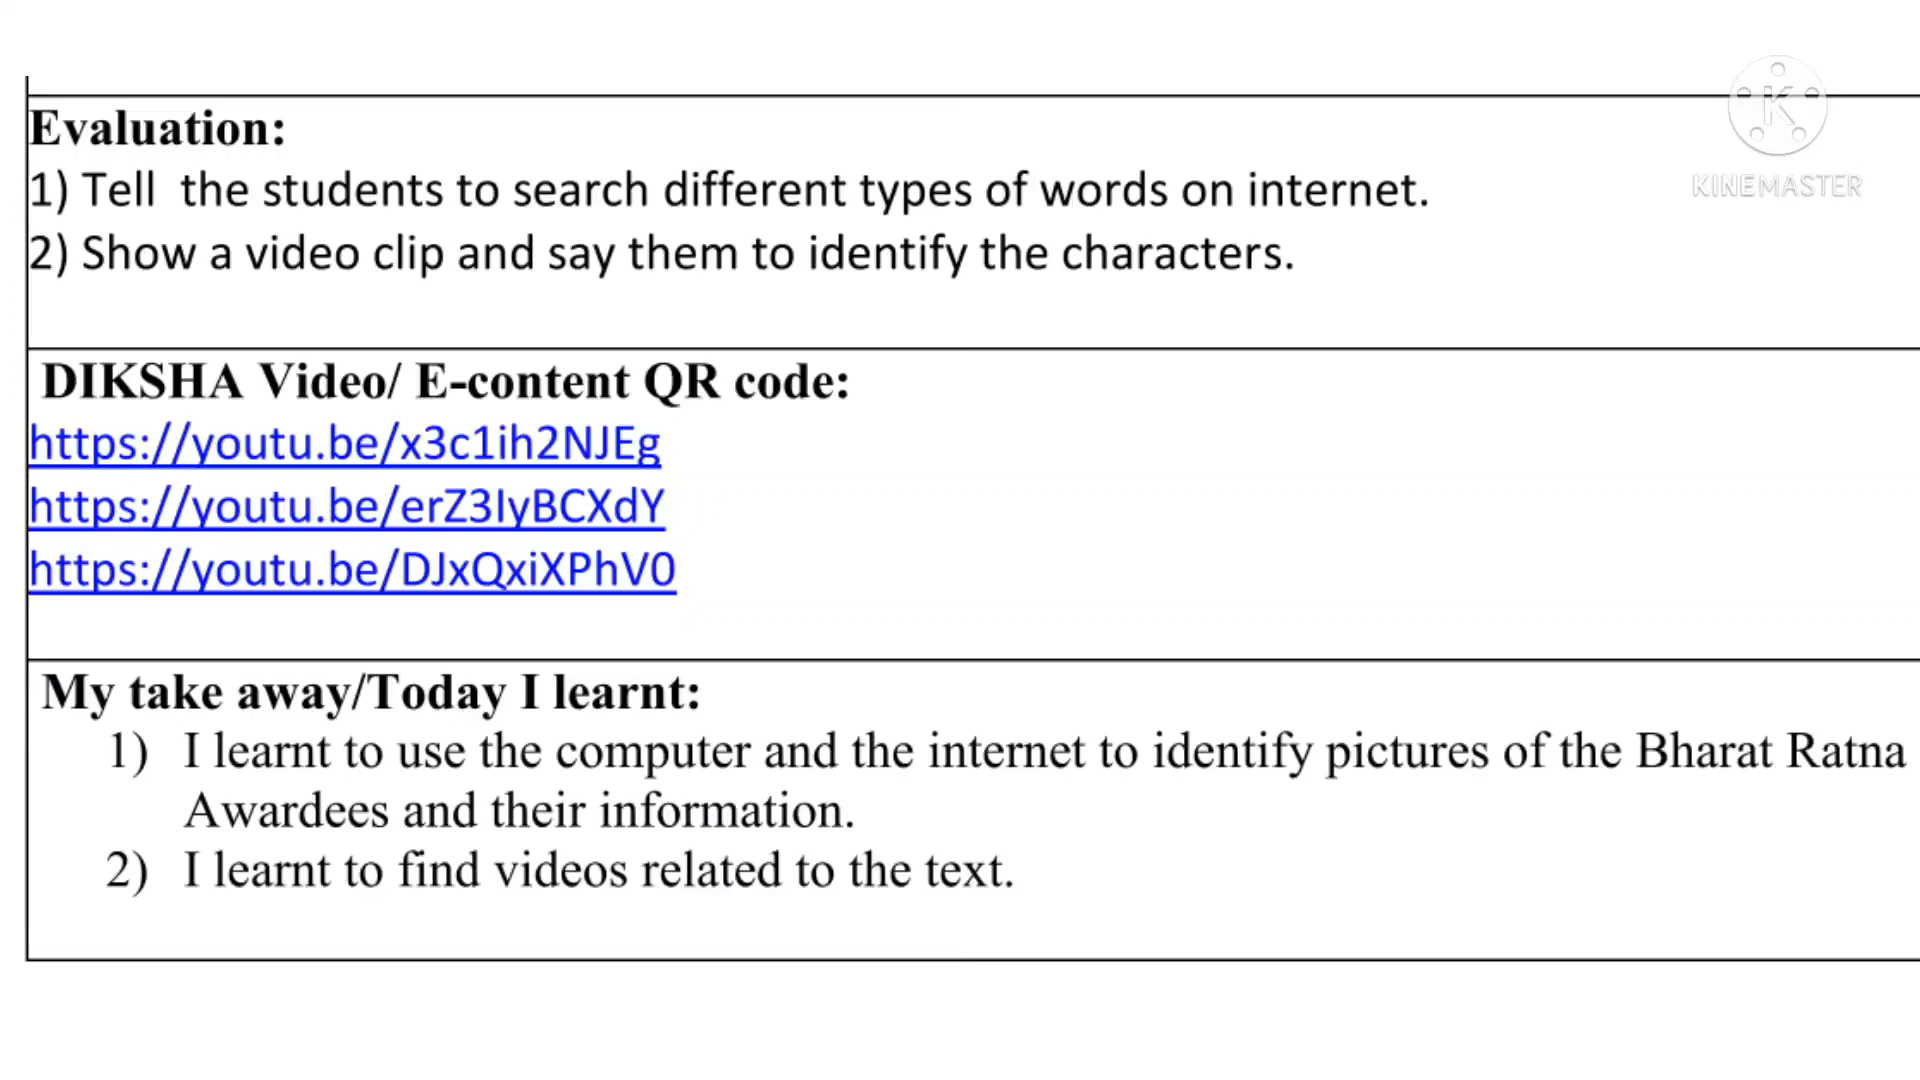 K
KINEMASTER
Evaluation:
1) Tell the students to search different types of words on internet.
2) Show a video clip and say them to identify the characters.
DIKSHA Video/ E-content QR code:
https://youtu.be/x3c1ih2NJEg
https://youtu.be/erZ3IyBCXdY
https://youtu.be/DJxQxiXPhV0
My take away/Today I learnt:
1) I learnt to use the computer and the internet to identify pictures of the Bharat Ratna
Awardees and their information.
2) I learnt to find videos related to the text.